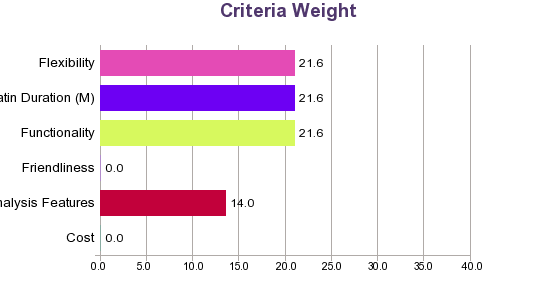 Criteria Weight
Flexibility
21.6
atin Duration (M)
21.6
Functionality
21.6
Friendliness
0.0
nalysis Features
14.0
Cost
0.0
0.0 5.0 10.0 15.0 20.0 25.0 30.0 35.0 40.0